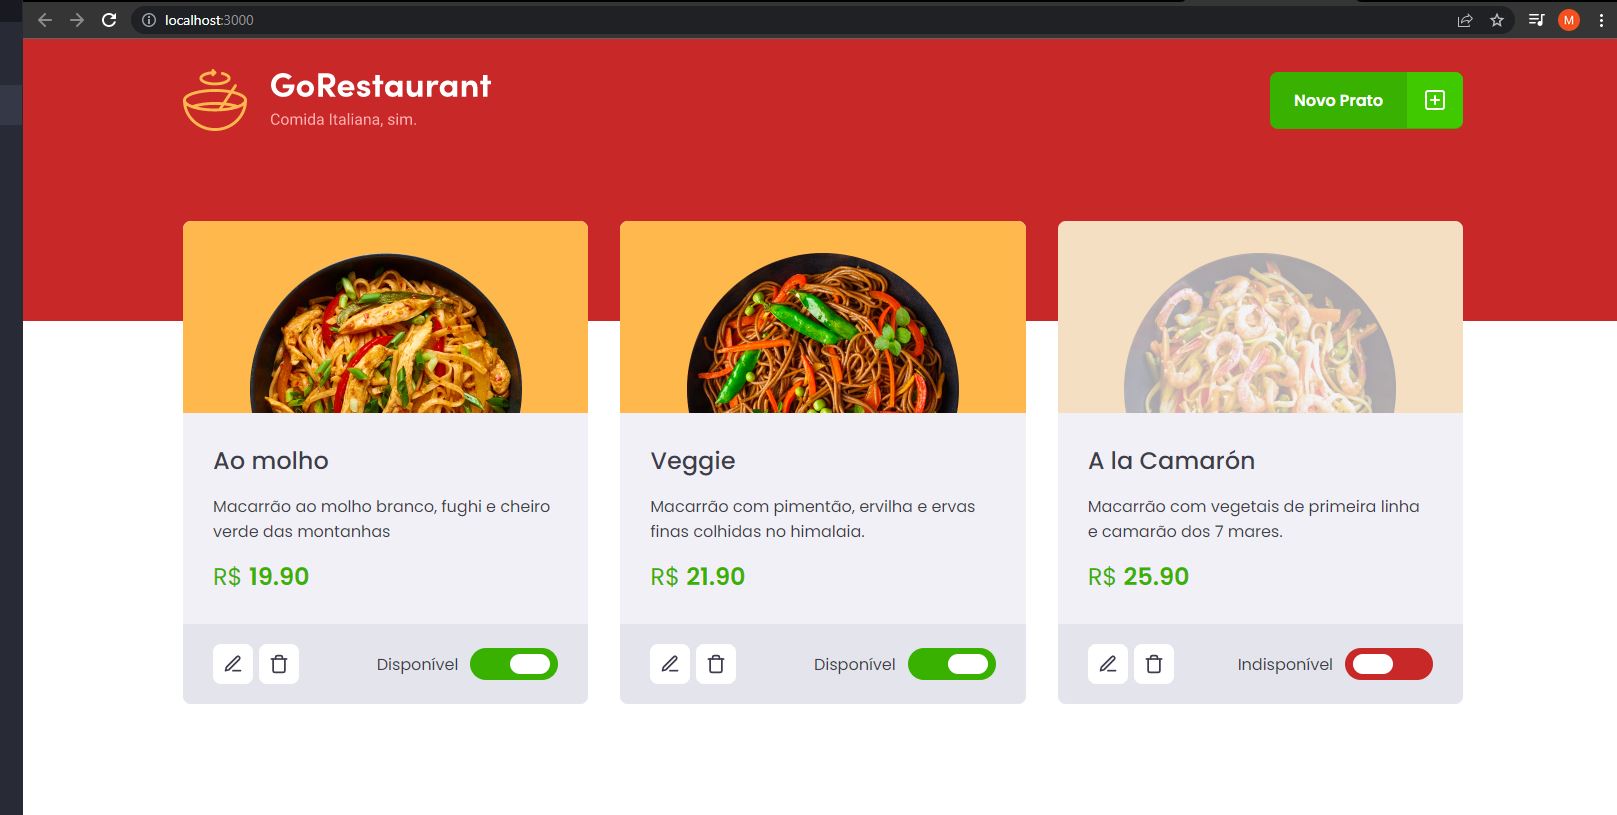 localhost:3000
M
GoRestaurant
Comida Italiana, sim.
Novo Prato
Ao molho
Macarrão ao molho branco, fughi e cheiro
verde das montanhas
R$ 19.90
Disponível
Veggie
Macarrão com pimentão, ervilha e ervas
finas colhidas no himalaia.
R$ 21.90
Disponível
A la Camarón
Macarrão com vegetais de primeira linha
e camarão dos 7 mares.
R$ 25.90
Indisponível